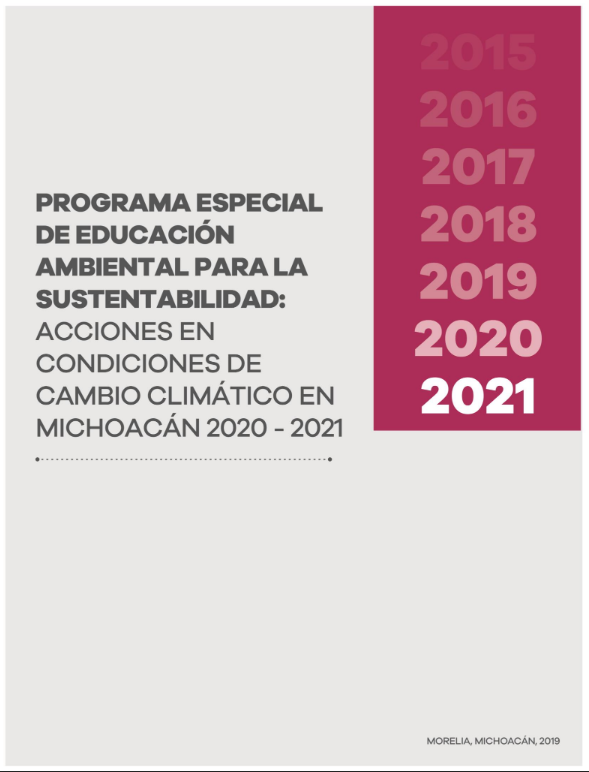 2015
2016
2017
2018
2019
2020
2021
PROGRAMA ESPECIAL
DE EDUCACIÓN
AMBIENTAL PARA LA
SUSTENTABILIDAD:
ACCIONES EN
CONDICIONES DE
CAMBIO CLIMÁTICO EN
MICHOACÁN 2020 - 2021
MORELIA, MICHOACÁN, 2019